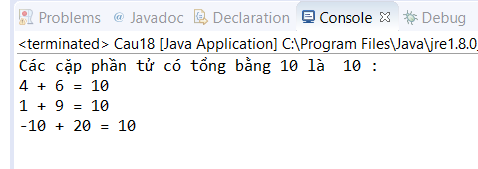 Problems @ Javadoc Declaration Console Debug
<terminated> Cau18 [Java Application] C:\Program Files\Java\jre1.8.0_
Các cặp phần tử có tổng bằng 10 là  10 :
4 + 6 = 10
1 + 9 = 10
-10 + 20 = 10